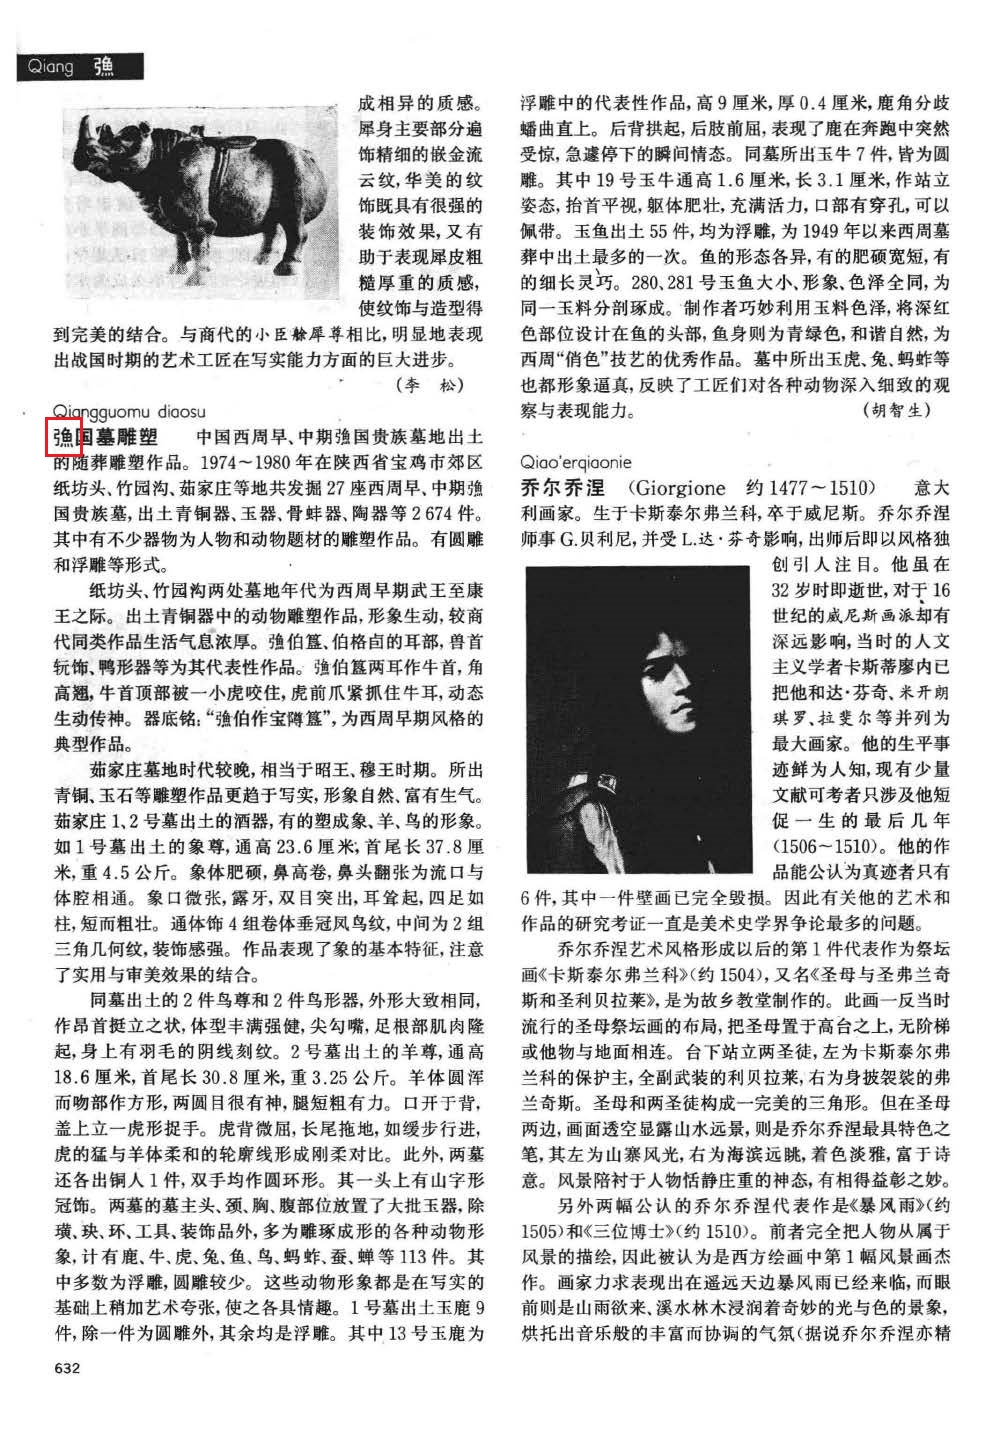 Qiang 𢐗
成相异的质感。
犀身主要部分遍
饰精细的嵌金流
云纹,华美的纹
饰既具有很强的
装饰效果,又有
助于表现犀皮粗
糙厚重的质感,
使纹饰与造型得
到完美的结合。与商代的小臣艅犀尊相比,明显地表现
出战国时期的艺术工匠在写实能力方面的巨大进步。
(李 松)
Qiangguomu diaosu
𢐗国墓雕塑 中国西周早、中期𢐗国贵族墓地出土
的随葬雕塑作品。1974～1980 年在陕西省宝鸡市郊区
纸坊头、竹园沟、茹家庄等地共发掘 27 座西周早、中期𢐗
国贵族墓,出土青铜器、玉器、骨蚌器、陶器等 2 674 件。
其中有不少器物为人物和动物题材的雕塑作品。有圆雕
和浮雕等形式。
纸坊头、竹园沟两处墓地年代为西周早期武王至康
王之际。出土青铜器中的动物雕塑作品,形象生动,较商
代同类作品生活气息浓厚。𢐗伯簋、伯格卣的耳部,兽首
轭饰、鸭形器等为其代表性作品。𢐗伯簋两耳作牛首,角
高翘,牛首顶部被一小虎咬住,虎前爪紧抓住牛耳,动态
生动传神。器底铭:“𢐗伯作宝障簋”,为西周早期风格的
典型作品。
茹家庄墓地时代较晚,相当于昭王、穆王时期。所出
青铜、玉石等雕塑作品更趋于写实,形象自然、富有生气。
茹家庄 1、2 号墓出土的酒器,有的塑成象、羊、鸟的形象。
如 1 号墓出土的象尊,通高 23.6 厘米,首尾长 37.8 厘
米,重 4.5 公斤。象体肥硕,鼻高卷,鼻头翻张为流口与
体腔相通。象口微张,露牙,双目突出,耳耸起,四足如
柱,短而粗壮。通体饰 4 组卷体垂冠凤鸟纹,中间为 2 组
三角几何纹,装饰感强。作品表现了象的基本特征,注意
了实用与审美效果的结合。
同墓出土的 2 件鸟尊和 2 件鸟形器,外形大致相同,
作昂首挺立之状,体型丰满强健,尖勾嘴,足根部肌肉隆
起,身上有羽毛的阴线刻纹。2 号墓出土的羊尊,通高
18.6 厘米,首尾长 30.8 厘米,重 3.25 公斤。羊体圆浑
而吻部作方形,两圆目很有神,腿短粗有力。口开于背,
盖上立一虎形捉手。虎背微屈,长尾拖地,如缓步行进,
虎的猛与羊体柔和的轮廓线形成刚柔对比。此外,两墓
还各出铜人 1 件,双手均作圆环形。其一头上有山字形
冠饰。两墓的墓主头、颈、胸、腹部位放置了大批玉器,除
璜、玦、环、工具、装饰品外,多为雕琢成形的各种动物形
象,计有鹿、牛、虎、兔、鱼、鸟、蚂蚱、蚕、蝉等 113 件。其
中多数为浮雕,圆雕较少。这些动物形象都是在写实的
基础上稍加艺术夸张,使之各具情趣。1 号墓出土玉鹿 9
件,除一件为圆雕外,其余均是浮雕。其中 13 号玉鹿为
浮雕中的代表性作品,高 9 厘米,厚 0.4 厘米,鹿角分歧
蟠曲直上。后背拱起,后肢前屈,表现了鹿在奔跑中突然
受惊,急遽停下的瞬间情态。同墓所出玉牛 7 件,皆为圆
雕。其中 19 号玉牛通高 1.6 厘米,长 3.1 厘米,作站立
姿态,抬首平视,躯体肥壮,充满活力,口部有穿孔,可以
佩带。玉鱼出土 55 件,均为浮雕,为 1949 年以来西周墓
葬中出土最多的一次。鱼的形态各异,有的肥硕宽短,有
的细长灵巧。280、281 号玉鱼大小、形象、色泽全同,为
同一玉料分剖琢成。制作者巧妙利用玉料色泽,将深红
色部位设计在鱼的头部,鱼身则为青绿色,和谐自然,为
西周“俏色”技艺的优秀作品。墓中所出玉虎、兔、蚂蚱等
也都形象逼真,反映了工匠们对各种动物深入细致的观
察与表现能力。 (胡智生)
Qiao'erqiaonie
乔尔乔涅 (Giorgione 约 1477～1510) 意大
利画家。生于卡斯泰尔弗兰科,卒于威尼斯。乔尔乔涅
师事 G.贝利尼,并受 L.达·芬奇影响,出师后即以风格独
创引人注目。他虽在
32 岁时即逝世,对于 16
世纪的威尼斯画派却有
深远影响,当时的人文
主义学者卡斯蒂廖内已
把他和达·芬奇、米开朗
琪罗、拉斐尔等并列为
最大画家。他的生平事
迹鲜为人知,现有少量
文献可考者只涉及他短
促一生的最后几年
(1506～1510)。他的作
品能公认为真迹者只有
6 件,其中一件壁画已完全毁损。因此有关他的艺术和
作品的研究考证一直是美术史学界争论最多的问题。
乔尔乔涅艺术风格形成以后的第 1 件代表作为祭坛
画《卡斯泰尔弗兰科》(约 1504),又名《圣母与圣弗兰奇
斯和圣利贝拉莱》,是为故乡教堂制作的。此画一反当时
流行的圣母祭坛画的布局,把圣母置于高台之上,无阶梯
或他物与地面相连。台下站立两圣徒,左为卡斯泰尔弗
兰科的保护主,全副武装的利贝拉莱,右为身披袈裟的弗
兰奇斯。圣母和两圣徒构成一完美的三角形。但在圣母
两边,画面透空显露山水远景,则是乔尔乔涅最具特色之
笔,其左为山寨风光,右为海滨远眺,着色淡雅,富于诗
意。风景陪衬于人物恬静庄重的神态,有相得益彰之妙。
另外两幅公认的乔尔乔涅代表作是《暴风雨》(约
1505)和《三位博士》(约 1510)。前者完全把人物从属于
风景的描绘,因此被认为是西方绘画中第 1 幅风景画杰
作。画家力求表现出在遥远天边暴风雨已经来临,而眼
前则是山雨欲来、溪水林木浸润着奇妙的光与色的景象,
烘托出音乐般的丰富而协调的气氛(据说乔尔乔涅亦精
632